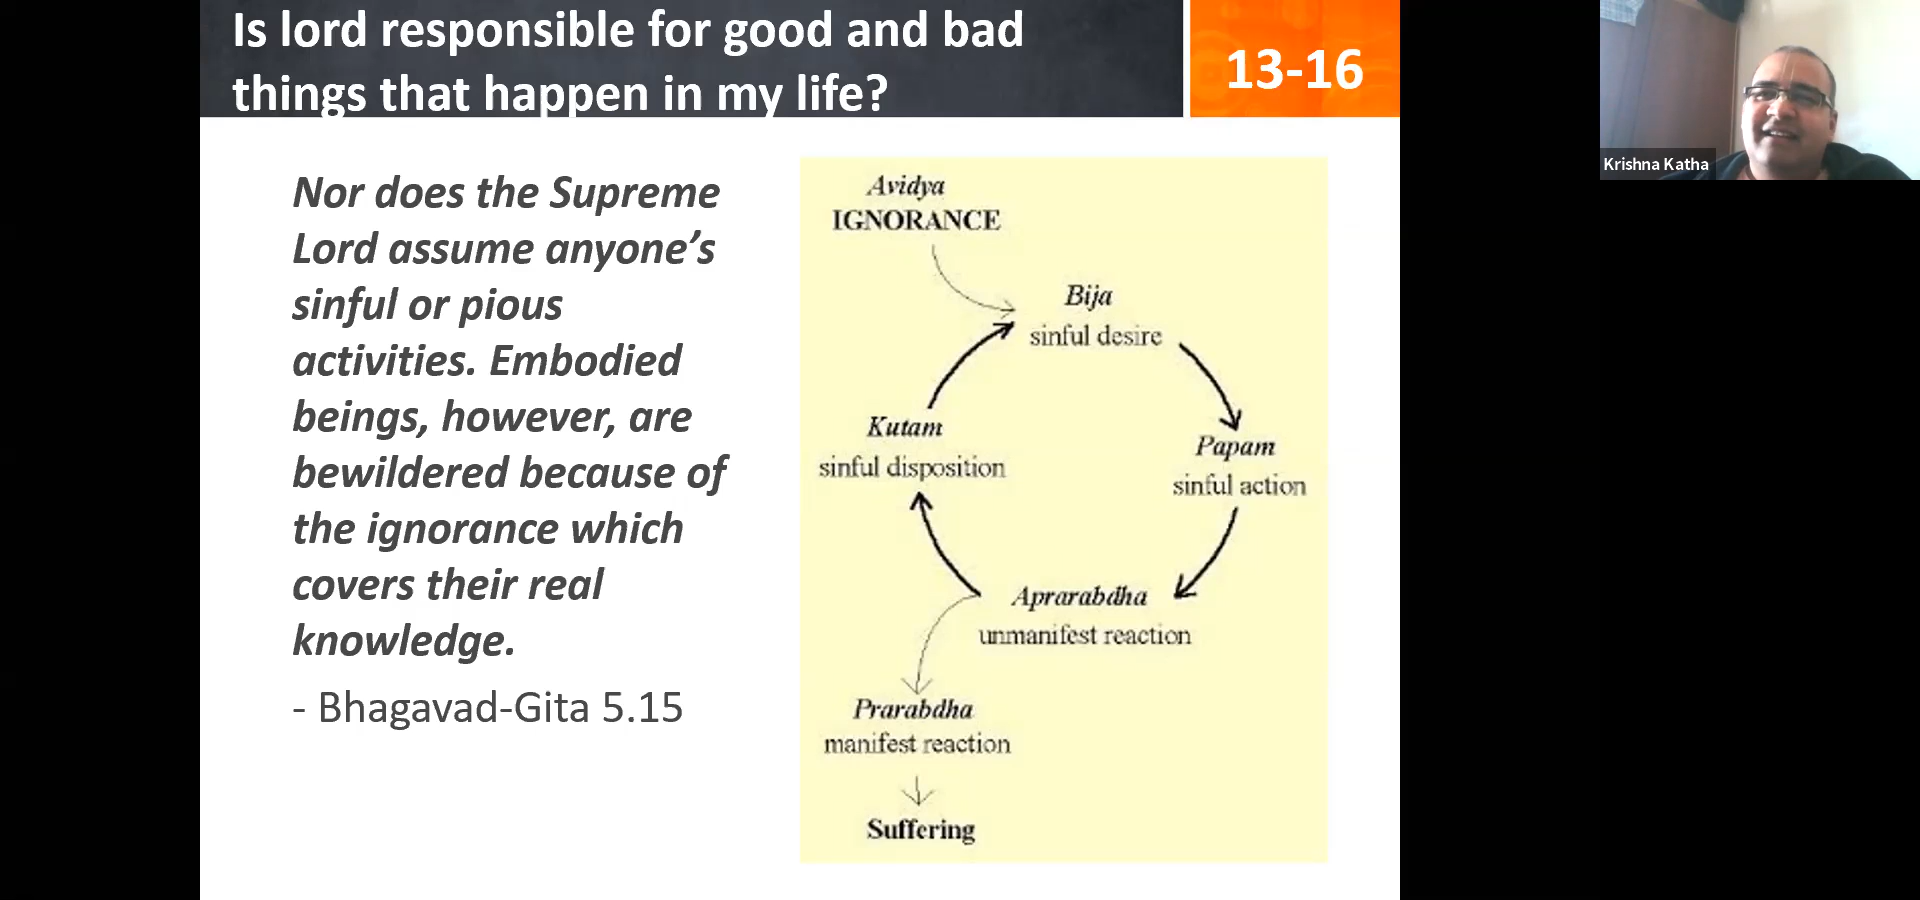 Is lord responsible for good and bad
things that happen in my life?
13-16
Krishna Katha
Nor does the Supreme
Lord assume anyone’s
sinful or pious
activities. Embodied
beings, however, are
bewildered because of
the ignorance which
covers their real
knowledge.
- Bhagavad-Gita 5.15
Avidya
IGNORANCE
Bija
sinful desire
Kutam
sinful disposition
Papam
sinful action
Aprarabdha
unmanifest reaction
Prarabdha
manifest reaction
Suffering